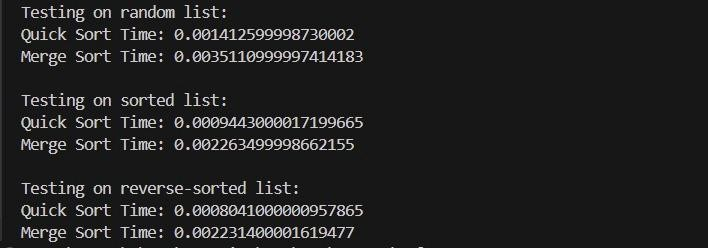 Testing on random list:
Quick Sort Time: 0.001412599998730002
Merge Sort Time: 0.0035110999997414183
Testing on sorted list:
Quick Sort Time: 0.0009443000017199665
Merge Sort Time: 0.002263499998662155
Testing on reverse-sorted list:
Quick Sort Time: 0.0008041000000957865
Merge Sort Time: 0.002231400001619477